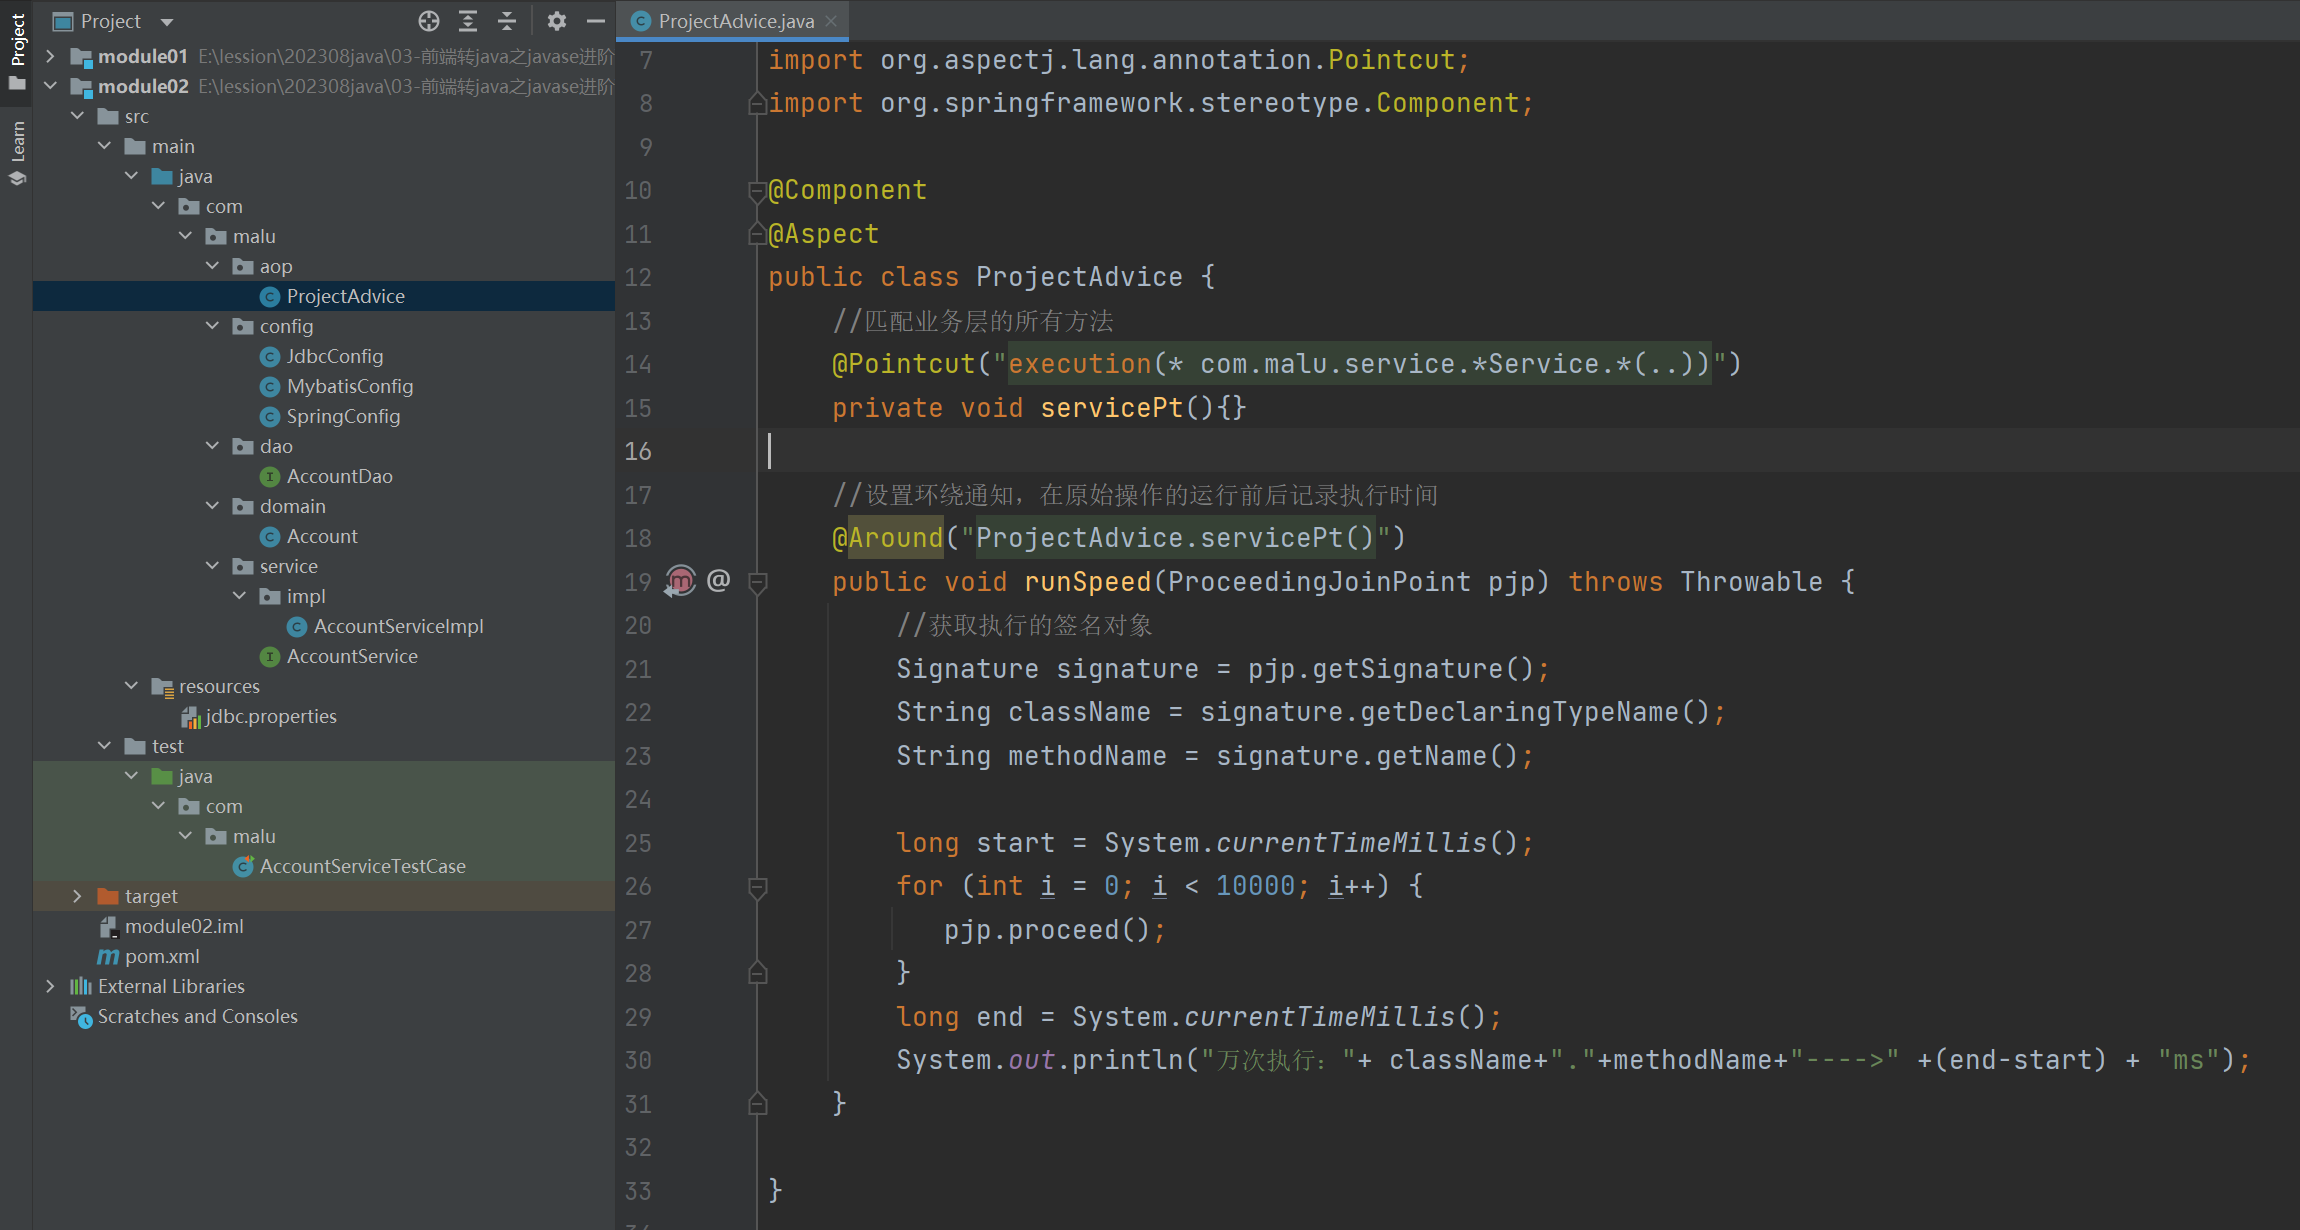 Project
Learn
Project
module01 E:\lession\202308java\03-前端转java之javase进阶
module02 E:\lession\202308java\03-前端转java之javase进阶
src
main
java
com
malu
aop
ProjectAdvice
config
JdbcConfig
MybatisConfig
SpringConfig
dao
AccountDao
domain
Account
service
impl
AccountServiceImpl
AccountService
resources
jdbc.properties
test
java
com
malu
AccountServiceTestCase
target
module02.iml
pom.xml
External Libraries
Scratches and Consoles
ProjectAdvice.java
7 import org.aspectj.lang.annotation.Pointcut;
8 import org.springframework.stereotype.Component;
9
10 @Component
11 @Aspect
12 public class ProjectAdvice {
13 //匹配业务层的所有方法
14 @Pointcut("execution(* com.malu.service.*Service.*(..))")
15 private void servicePt(){}
16
17 //设置环绕通知，在原始操作的运行前后记录执行时间
18 @Around("ProjectAdvice.servicePt()")
19 public void runSpeed(ProceedingJoinPoint pjp) throws Throwable {
20 //获取执行的签名对象
21 Signature signature = pjp.getSignature();
22 String className = signature.getDeclaringTypeName();
23 String methodName = signature.getName();
24
25 long start = System.currentTimeMillis();
26 for (int i = 0; i < 10000; i++) {
27 pjp.proceed();
28 }
29 long end = System.currentTimeMillis();
30 System.out.println("万次执行："+ className+"."+methodName+"---->" +(end-start) + "ms");
31 }
32
33 }